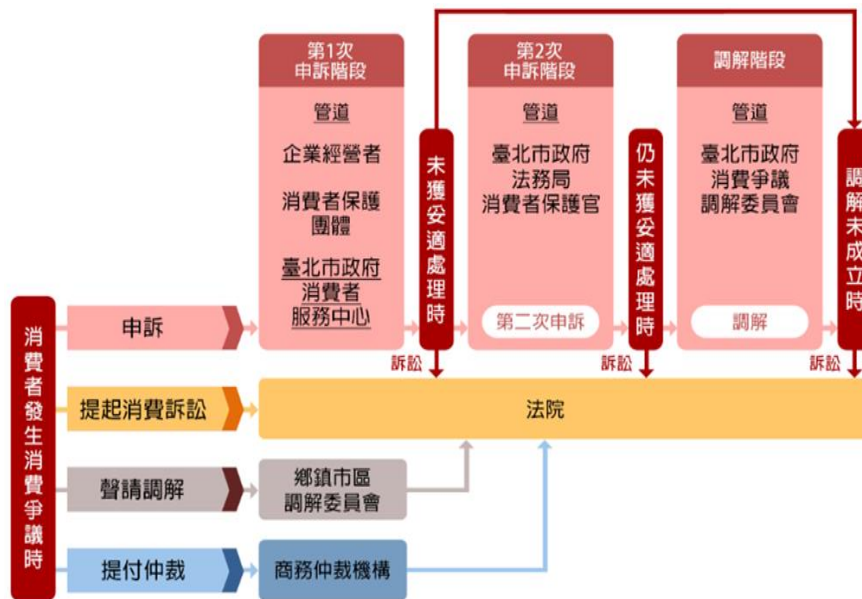 第1次
申訴階段
管道
企業經營者
消費者保護
團體
臺北市政府
消費者
服務中心
未獲妥適處理時
第2次
申訴階段
管道
臺北市政府
法務局
消費者保護官
第二次申訴
仍未獲妥適處理時
調解階段
管道
臺北市政府
消費爭議
調解委員會
調解
調解未成立時
消費者發生消費爭議時
申訴
訴訟
訴訟
訴訟
提起消費訴訟
法院
聲請調解
鄉鎮市區
調解委員會
提付仲裁
商務仲裁機構